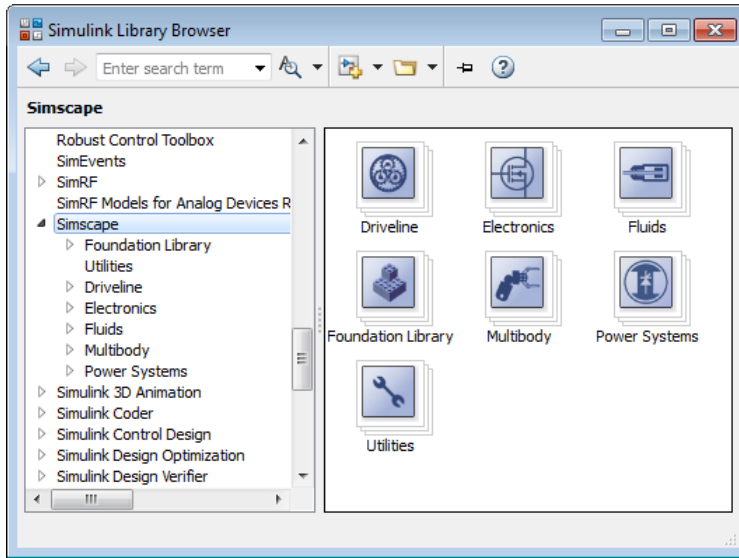 Simulink Library Browser
Enter search term
Simscape
Robust Control Toolbox
SimEvents
SimRF
SimRF Models for Analog Devices R
Simscape
Foundation Library
Utilities
Driveline
Electronics
Fluids
Multibody
Power Systems
Simulink 3D Animation
Simulink Coder
Simulink Control Design
Simulink Design Optimization
Simulink Design Verifier
Driveline Electronics Fluids
Foundation Library Multibody Power Systems
Utilities